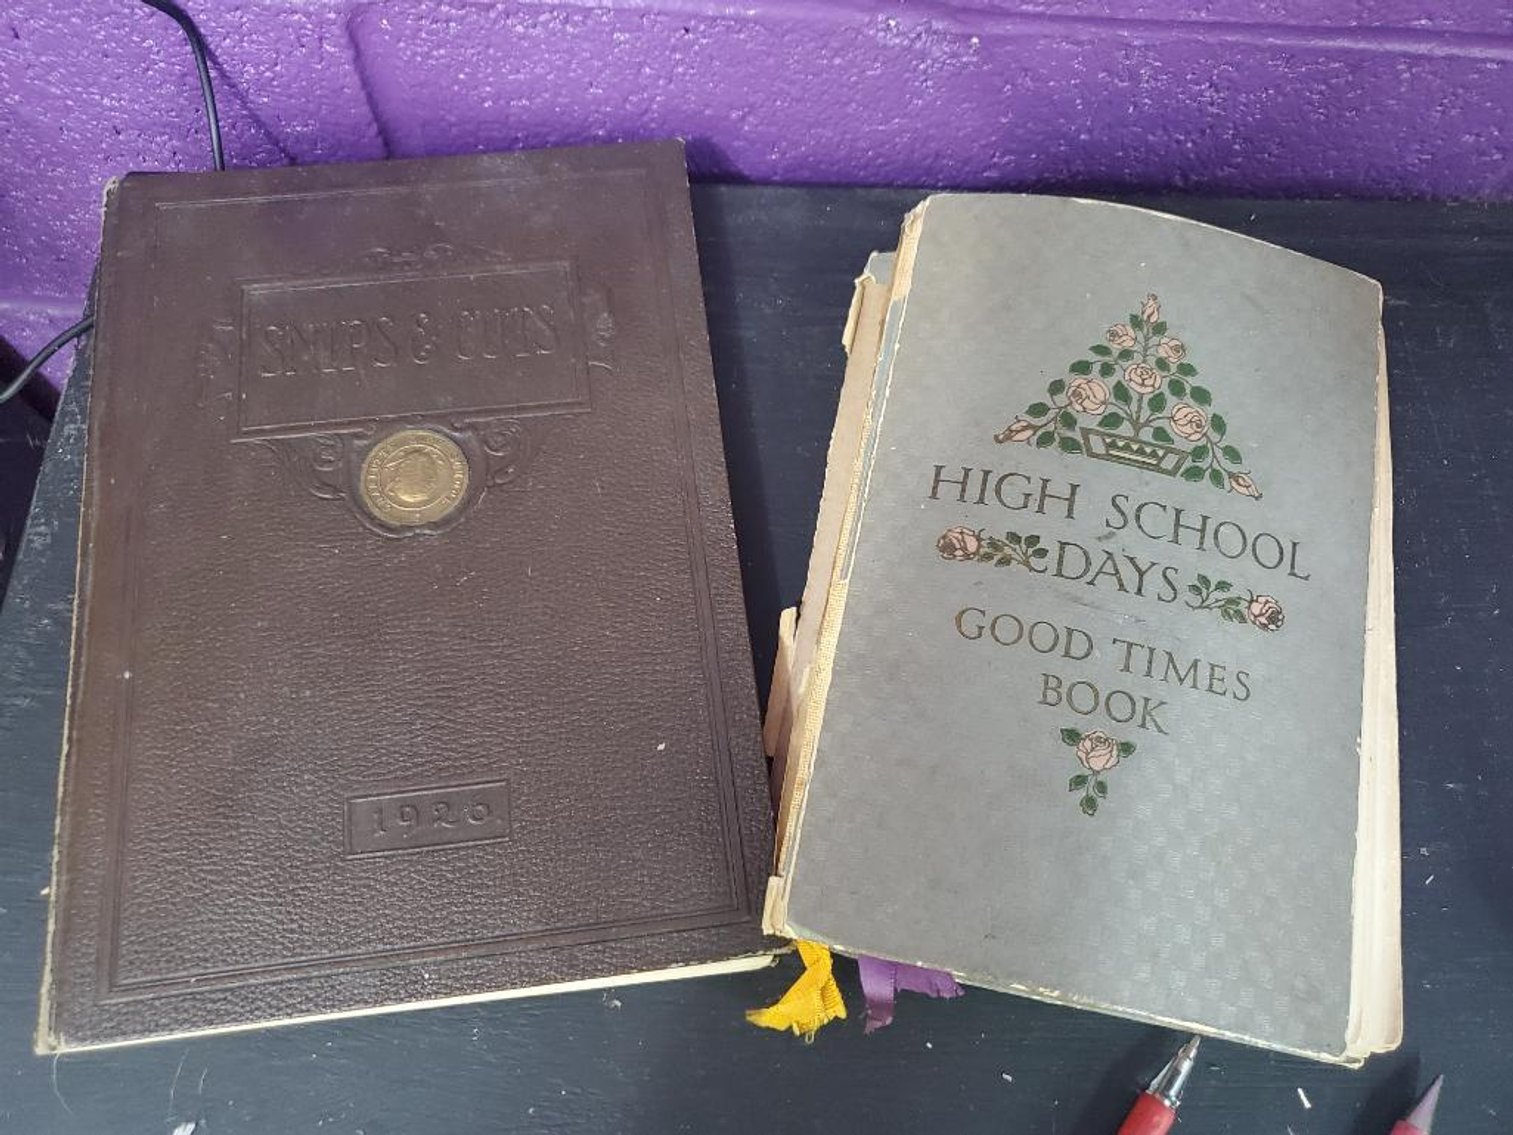 SNIPS & CUTS
1926
HIGH SCHOOL
DAYS
GOOD TIMES
BOOK